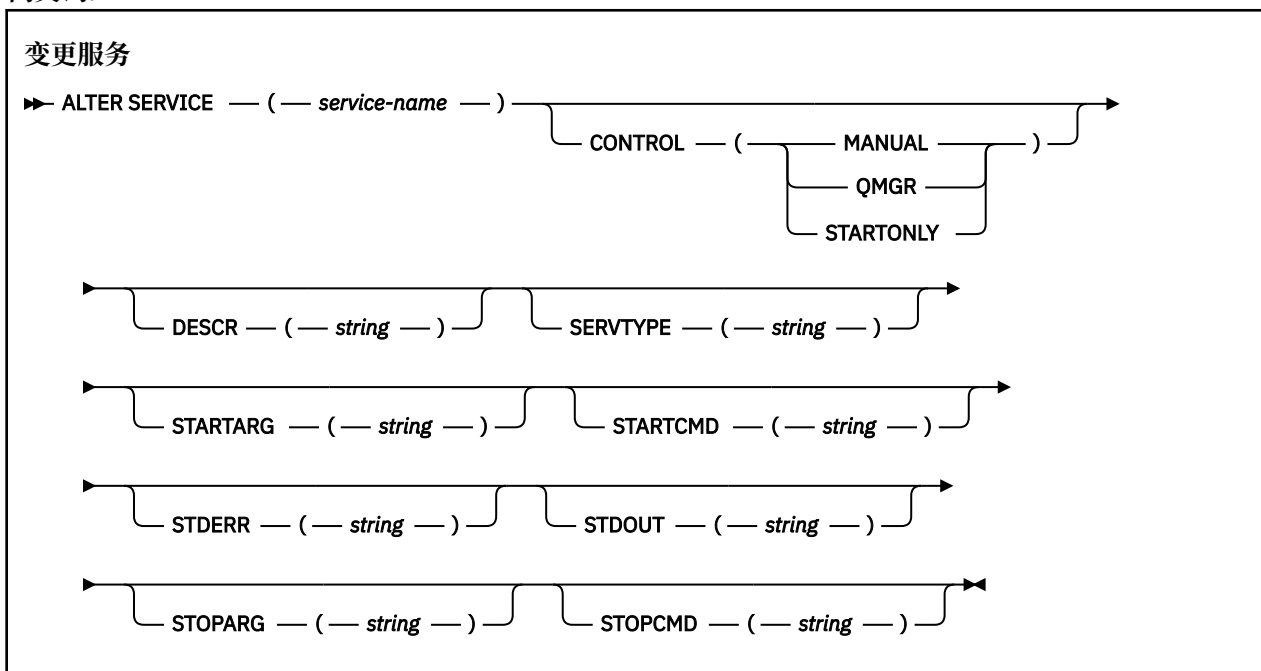 变更服务
ALTER SERVICE ( service-name )
CONTROL ( MANUAL )
QMGR
STARTONLY
DESCR ( string ) SERVTYPE ( string )
STARTARG ( string ) STARTCMD ( string )
STDERR ( string ) STDOUT ( string )
STOPARG ( string ) STOPCMD ( string )